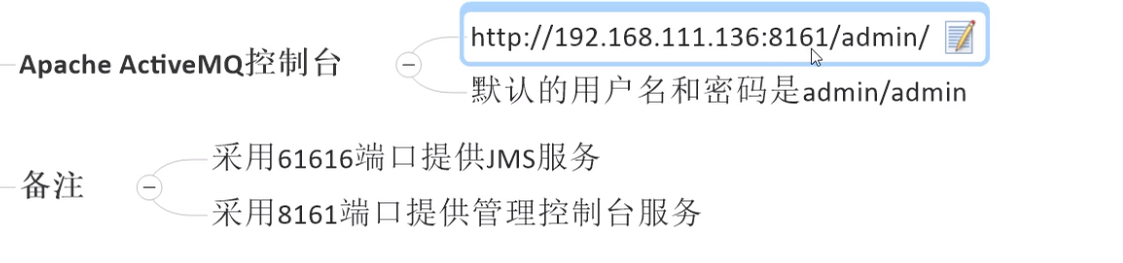 http://192.168.111.136:8161/admin/
Apache ActiveMQ控制台
默认的用户名和密码是admin/admin
采用61616端口提供JMS服务
备注
采用8161端口提供管理控制台服务